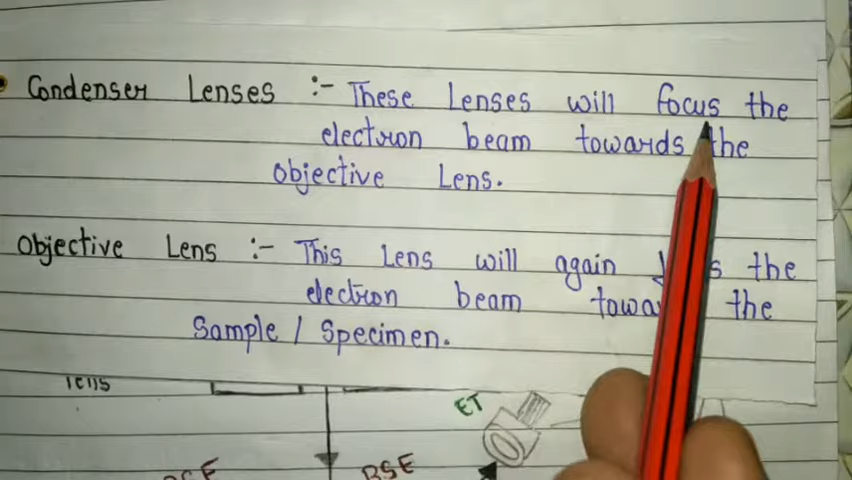 Condenser Lenses :- These Lenses will focus the
electron beam towards the
objective Lens.
Objective Lens :- This Lens will again the
electron beam the
Sample / Specimen.
lens
ET
BSE